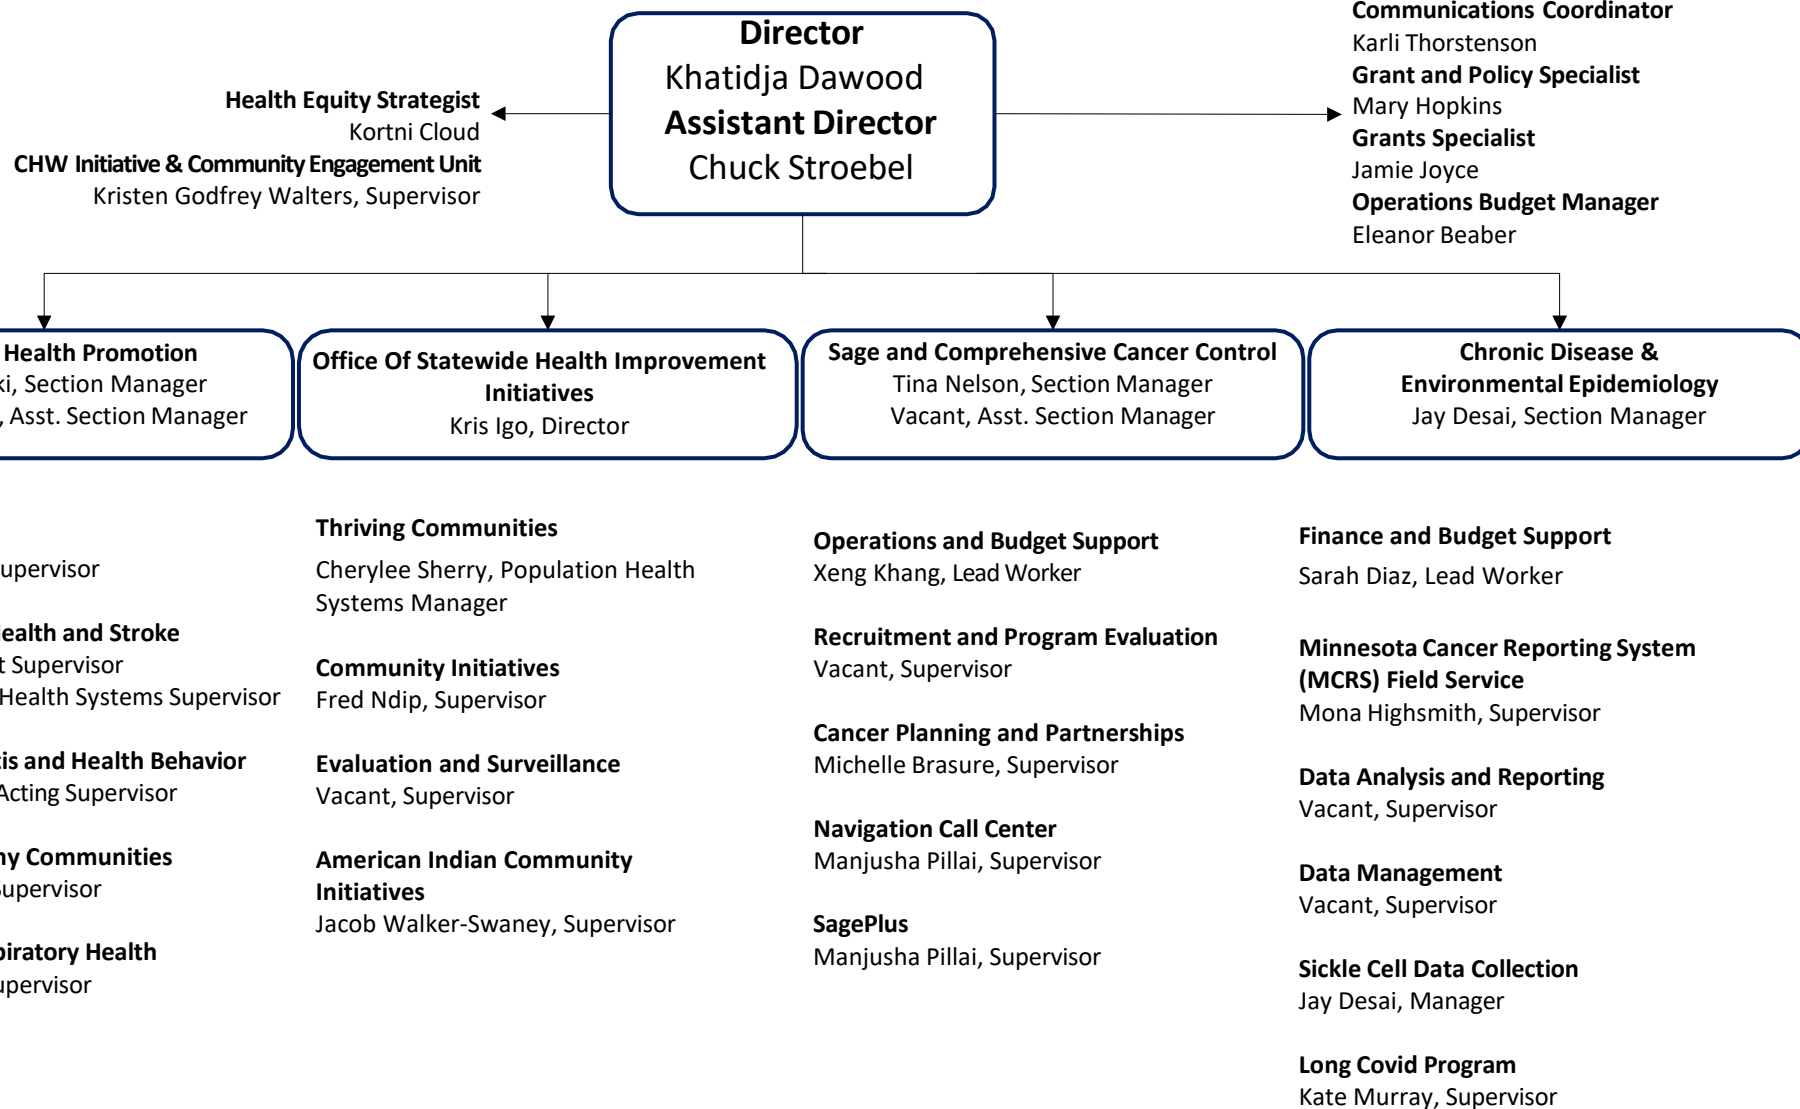 Director
Khatidja Dawood
Assistant Director
Chuck Stroebel
Health Equity Strategist
Kortni Cloud
CHW Initiative & Community Engagement Unit
Kristen Godfrey Walters, Supervisor
Communications Coordinator
Karli Thorstenson
Grant and Policy Specialist
Mary Hopkins
Grants Specialist
Jamie Joyce
Operations Budget Manager
Eleanor Beaber
Health Promotion
, Section Manager
, Asst. Section Manager
Health and Stroke
Supervisor
Health Systems Supervisor
and Health Behavior
Acting Supervisor
Communities
Supervisor
Health
Office Of Statewide Health Improvement
Initiatives
Kris Igo, Director
Thriving Communities
Cherylee Sherry, Population Health
Systems Manager
Community Initiatives
Fred Ndip, Supervisor
Evaluation and Surveillance
Vacant, Supervisor
American Indian Community
Initiatives
Jacob Walker-Swaney, Supervisor
Sage and Comprehensive Cancer Control
Tina Nelson, Section Manager
Vacant, Asst. Section Manager
Operations and Budget Support
Xeng Khang, Lead Worker
Recruitment and Program Evaluation
Vacant, Supervisor
Cancer Planning and Partnerships
Michelle Brasure, Supervisor
Navigation Call Center
Manjusha Pillai, Supervisor
SagePlus
Manjusha Pillai, Supervisor
Chronic Disease &
Environmental Epidemiology
Jay Desai, Section Manager
Finance and Budget Support
Sarah Diaz, Lead Worker
Minnesota Cancer Reporting System
(MCRS) Field Service
Mona Highsmith, Supervisor
Data Analysis and Reporting
Vacant, Supervisor
Data Management
Vacant, Supervisor
Sickle Cell Data Collection
Jay Desai, Manager
Long Covid Program
Kate Murray, Supervisor